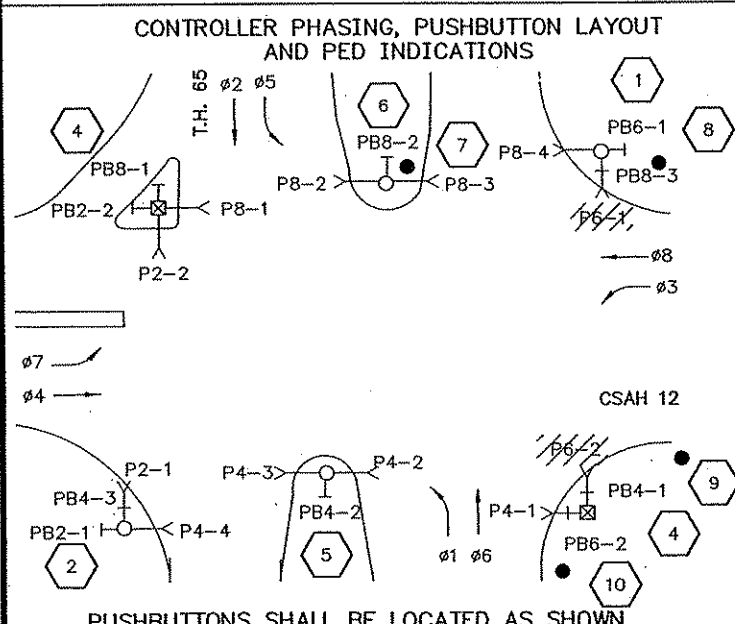 CONTROLLER PHASING, PUSHBUTTON LAYOUT
AND PED INDICATIONS
T.H. 65
ø2 ø5
4
PB8-1
PB2-2
P8-1
P2-2
6
PB8-2
7
P8-2
P8-3
1
PB6-1
8
P8-4
PB8-3
P6-1
ø8
ø3
ø7
ø4
CSAH 12
P2-1
PB4-3
PB2-1
P4-4
2
P4-3
P4-2
PB4-2
5
ø1 ø6
P6-2
9
P4-1
PB4-1
4
PB6-2
10
PUSHBUTTONS SHALL BE LOCATED AS SHOWN